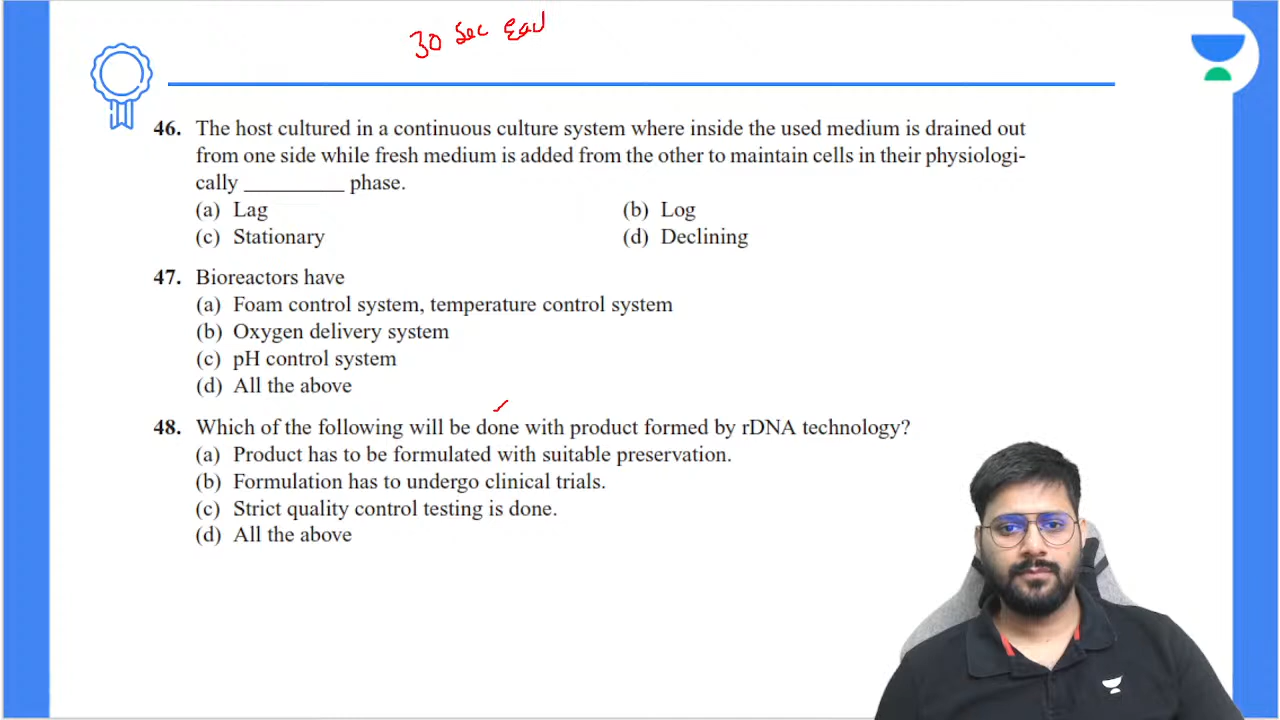 30 Sec Each
46. The host cultured in a continuous culture system where inside the used medium is drained out
from one side while fresh medium is added from the other to maintain cells in their physiologi-
cally _________ phase.
(a) Lag (b) Log
(c) Stationary (d) Declining
47. Bioreactors have
(a) Foam control system, temperature control system
(b) Oxygen delivery system
(c) pH control system
(d) All the above
48. Which of the following will be done with product formed by rDNA technology?
(a) Product has to be formulated with suitable preservation.
(b) Formulation has to undergo clinical trials.
(c) Strict quality control testing is done.
(d) All the above